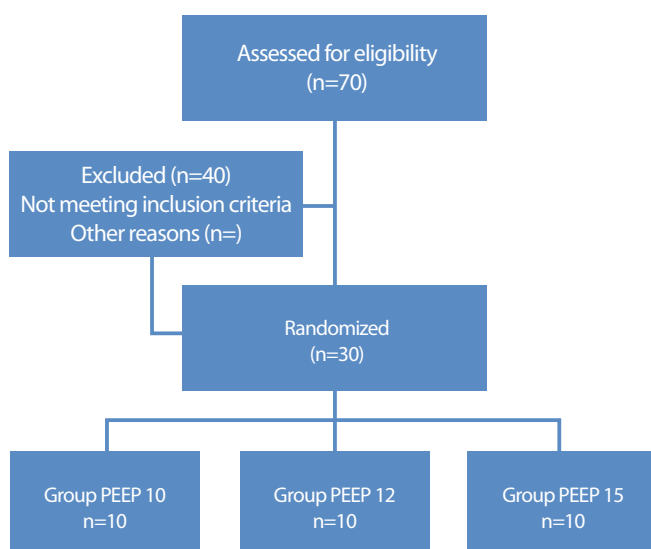 Assessed for eligibility
(n=70)
Excluded (n=40)
Not meeting inclusion criteria
Other reasons (n=)
Randomized
(n=30)
Group PEEP 10
n=10
Group PEEP 12
n=10
Group PEEP 15
n=10